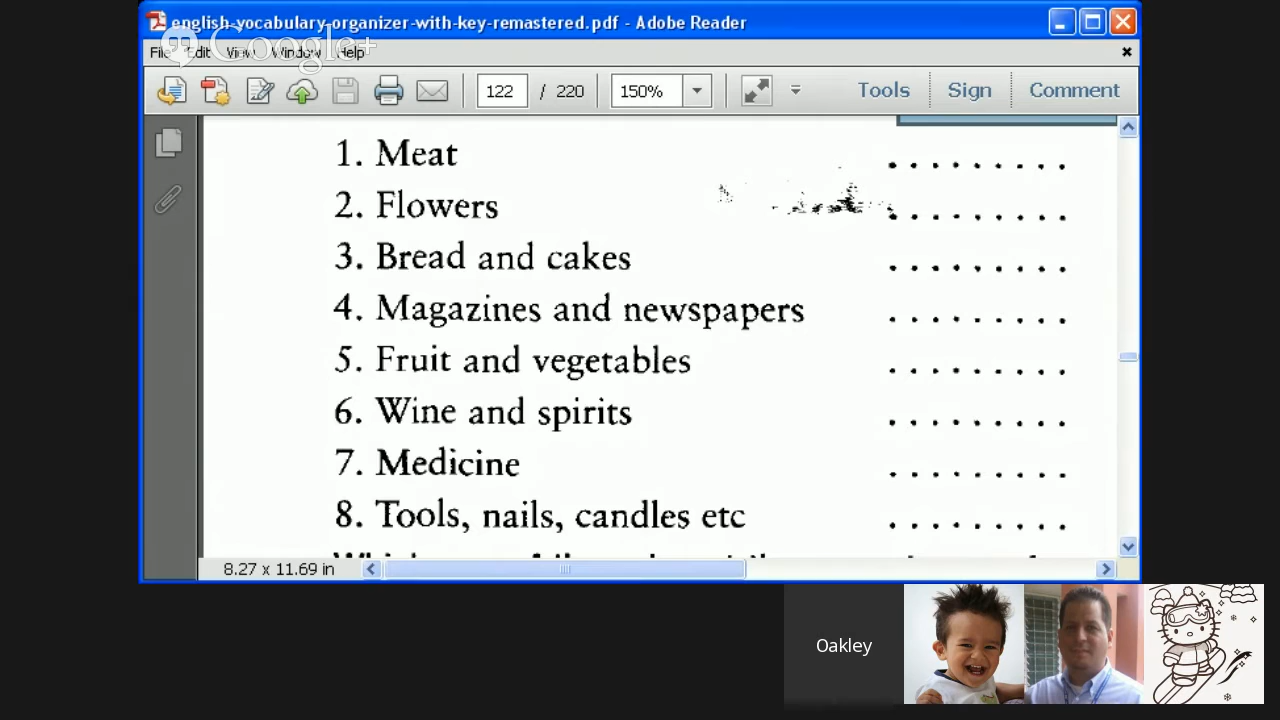 english-vocabulary-organizer-with-key-remastered.pdf - Adobe Reader
Google+
File Edit View Window Help
122 / 220 150% Tools Sign Comment
1. Meat . . . . . . . . .
2. Flowers . . . . . . . . .
3. Bread and cakes . . . . . . . . .
4. Magazines and newspapers . . . . . . . . .
5. Fruit and vegetables . . . . . . . . .
6. Wine and spirits . . . . . . . . .
7. Medicine . . . . . . . . .
8. Tools, nails, candles etc . . . . . . . . .
8.27 x 11.69 in
Oakley